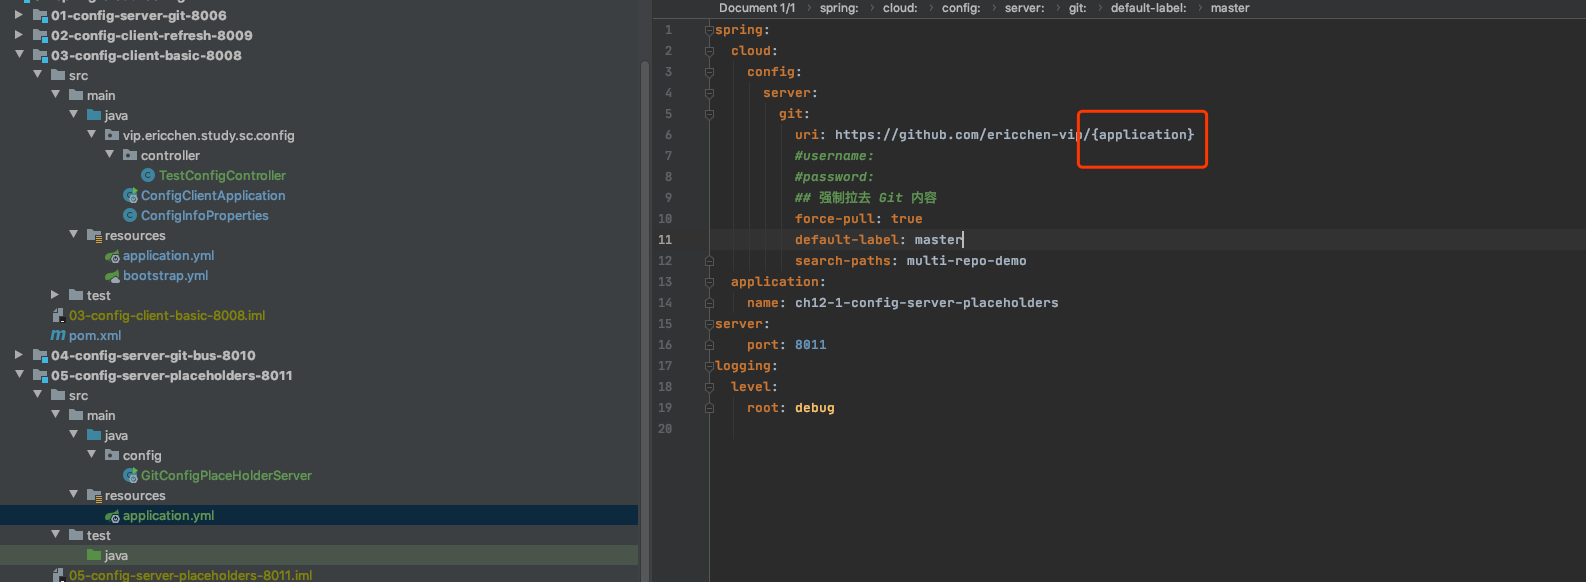 01-config-server-git-8006
02-config-client-refresh-8009
03-config-client-basic-8008
src
main
java
vip.ericchen.study.sc.config
controller
TestConfigController
ConfigClientApplication
ConfigInfoProperties
resources
application.yml
bootstrap.yml
test
03-config-client-basic-8008.iml
pom.xml
04-config-server-git-bus-8010
05-config-server-placeholders-8011
src
main
java
config
GitConfigPlaceHolderServer
resources
application.yml
test
java
05-config-server-placeholders-8011.iml
Document 1/1 › spring: › cloud: › config: › server: › git: › default-label: › master
1 spring:
2 cloud:
3 config:
4 server:
5 git:
6 uri: https://github.com/ericchen-vip/{application}
7 #username:
8 #password:
9 ## 强制拉去 Git 内容
10 force-pull: true
11 default-label: master
12 search-paths: multi-repo-demo
13 application:
14 name: ch12-1-config-server-placeholders
15 server:
16 port: 8011
17 logging:
18 level:
19 root: debug
20